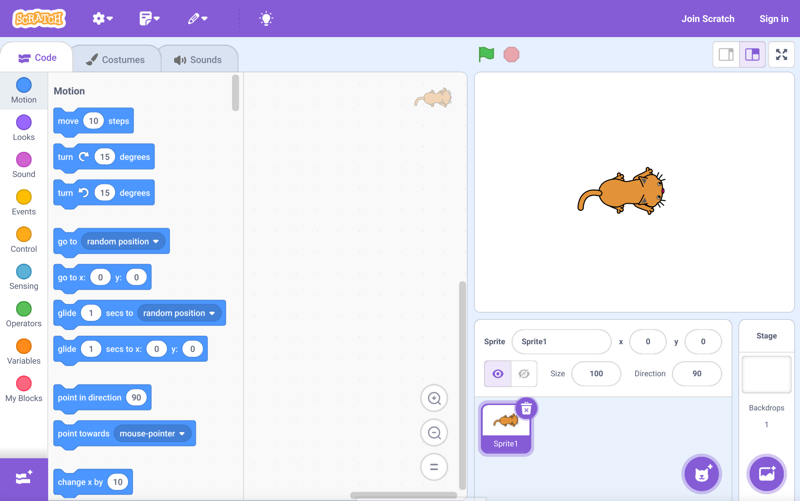 SCRATCH
Join Scratch
Sign in
Code
Costumes
Sounds
Motion
Looks
Sound
Events
Control
Sensing
Operators
Variables
My Blocks
Motion
move 10 steps
turn 15 degrees
turn 15 degrees
go to random position
go to x: 0 y: 0
glide 1 secs to random position
glide 1 secs to x: 0 y: 0
point in direction 90
point towards mouse-pointer
change x by 10
Sprite Sprite1 x 0 y 0
Size 100 Direction 90
Sprite1
Stage
Backdrops
1